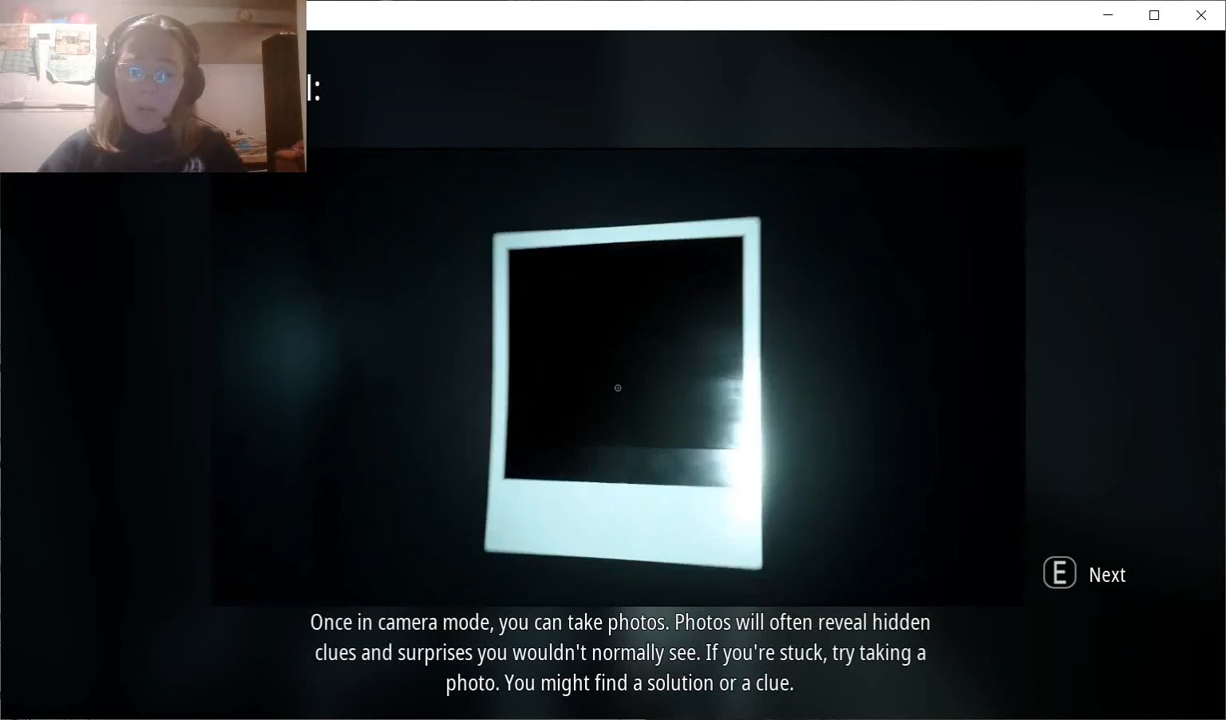 l:
E Next
Once in camera mode, you can take photos. Photos will often reveal hidden
clues and surprises you wouldn't normally see. If you're stuck, try taking a
photo. You might find a solution or a clue.